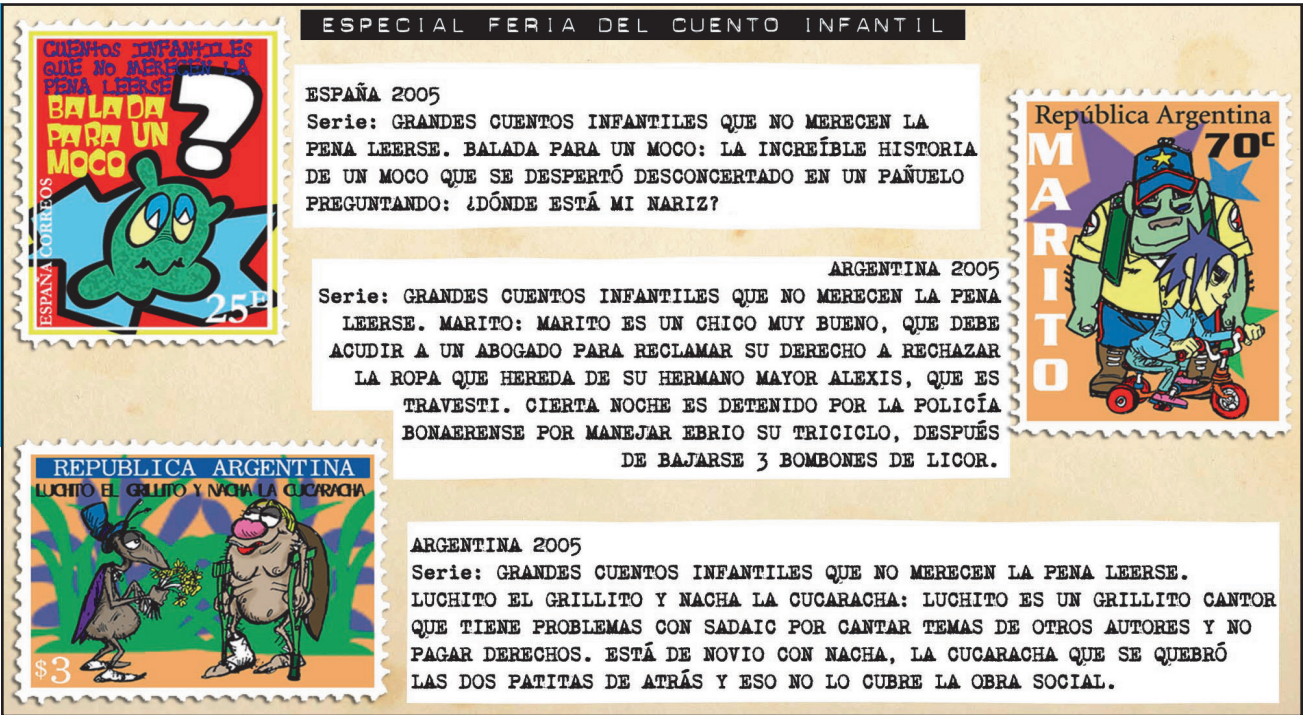 ESPECIAL FERIA DEL CUENTO INFANTIL
CUENTOS INFANTILES
QUE NO MERECEN LA
PENA LEERSE
BALADA
PARA UN
MOCO
?
ESPAÑA CORREOS
25P
ESPAÑA 2005
Serie: GRANDES CUENTOS INFANTILES QUE NO MERECEN LA
PENA LEERSE. BALADA PARA UN MOCO: LA INCREÍBLE HISTORIA
DE UN MOCO QUE SE DESPERTÓ DESCONCERTADO EN UN PAÑUELO
PREGUNTANDO: ¿DÓNDE ESTÁ MI NARIZ?
República Argentina
70c
MARITO
ARGENTINA 2005
Serie: GRANDES CUENTOS INFANTILES QUE NO MERECEN LA PENA
LEERSE. MARITO: MARITO ES UN CHICO MUY BUENO, QUE DEBE
ACUDIR A UN ABOGADO PARA RECLAMAR SU DERECHO A RECHAZAR
LA ROPA QUE HEREDA DE SU HERMANO MAYOR ALEXIS, QUE ES
TRAVESTI. CIERTA NOCHE ES DETENIDO POR LA POLICÍA
BONAERENSE POR MANEJAR EBRIO SU TRICICLO, DESPUÉS
DE BAJARSE 3 BOMBONES DE LICOR.
REPUBLICA ARGENTINA
LUCHITO EL GRILLITO Y NACHA LA CUCARACHA
$3
ARGENTINA 2005
Serie: GRANDES CUENTOS INFANTILES QUE NO MERECEN LA PENA LEERSE.
LUCHITO EL GRILLITO Y NACHA LA CUCARACHA: LUCHITO ES UN GRILLITO CANTOR
QUE TIENE PROBLEMAS CON SADAIC POR CANTAR TEMAS DE OTROS AUTORES Y NO
PAGAR DERECHOS. ESTÁ DE NOVIO CON NACHA, LA CUCARACHA QUE SE QUEBRÓ
LAS DOS PATITAS DE ATRÁS Y ESO NO LO CUBRE LA OBRA SOCIAL.